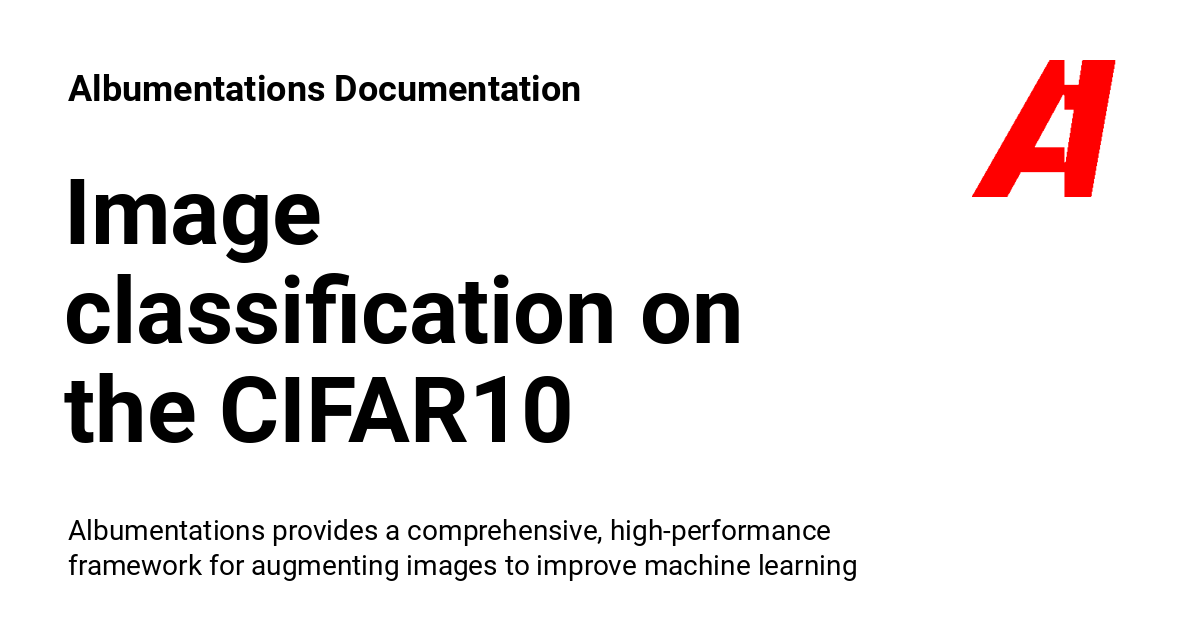 Albumentations Documentation
Image
classification on
the CIFAR10
Albumentations provides a comprehensive, high-performance
framework for augmenting images to improve machine learning